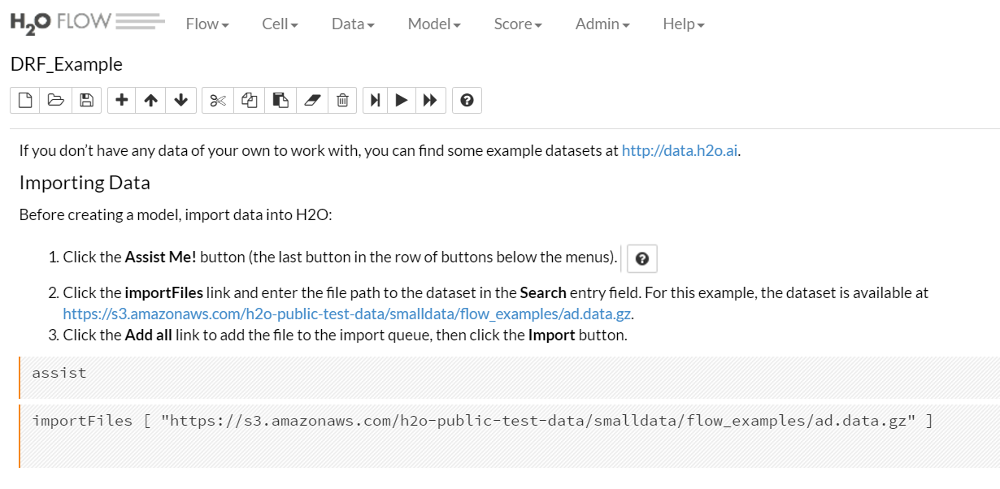 H2O FLOW
Flow Cell Data Model Score Admin Help
DRF_Example
If you don’t have any data of your own to work with, you can find some example datasets at http://data.h2o.ai.
Importing Data
Before creating a model, import data into H2O:
1. Click the Assist Me! button (the last button in the row of buttons below the menus).
2. Click the importFiles link and enter the file path to the dataset in the Search entry field. For this example, the dataset is available at
https://s3.amazonaws.com/h2o-public-test-data/smalldata/flow_examples/ad.data.gz.
3. Click the Add all link to add the file to the import queue, then click the Import button.
assist
importFiles [ "https://s3.amazonaws.com/h2o-public-test-data/smalldata/flow_examples/ad.data.gz" ]